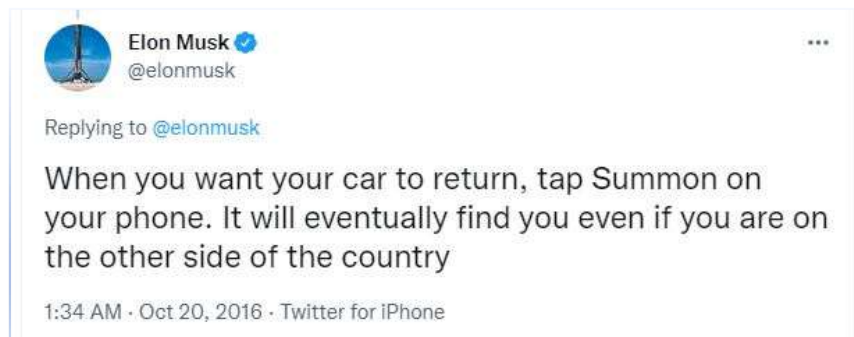 Elon Musk
@elonmusk
Replying to @elonmusk
When you want your car to return, tap Summon on
your phone. It will eventually find you even if you are on
the other side of the country
1:34 AM · Oct 20, 2016 · Twitter for iPhone